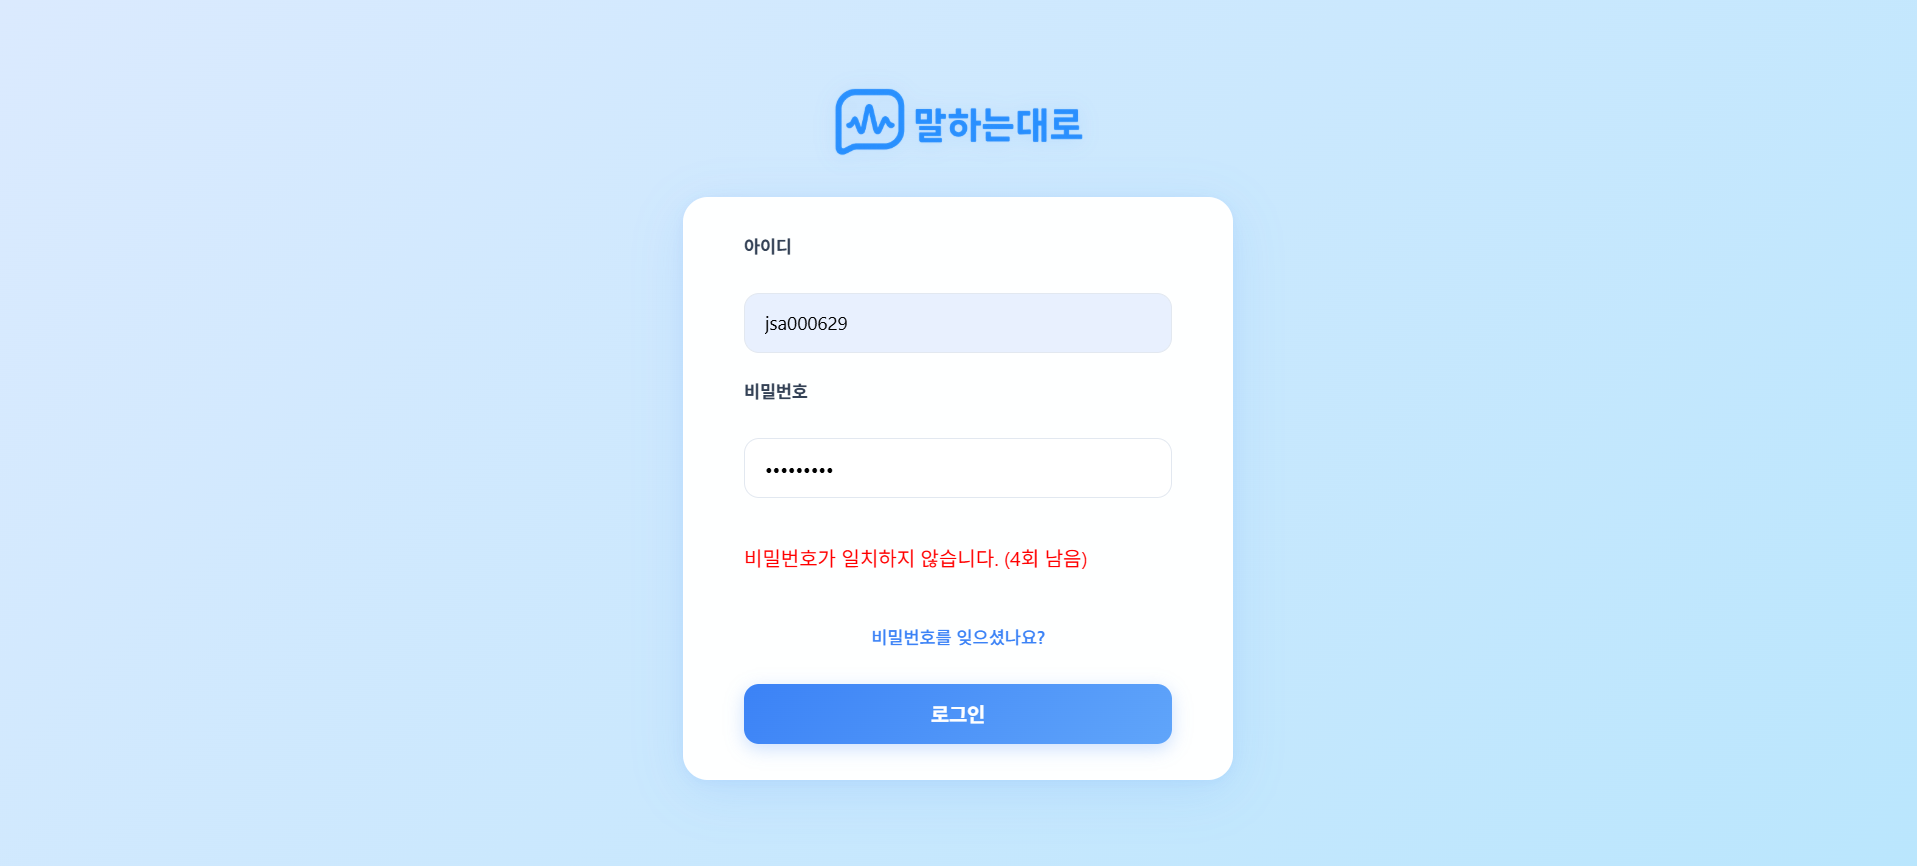 말하는대로
아이디
jsa000629
비밀번호
•••••••••
비밀번호가 일치하지 않습니다. (4회 남음)
비밀번호를 잊으셨나요?
로그인